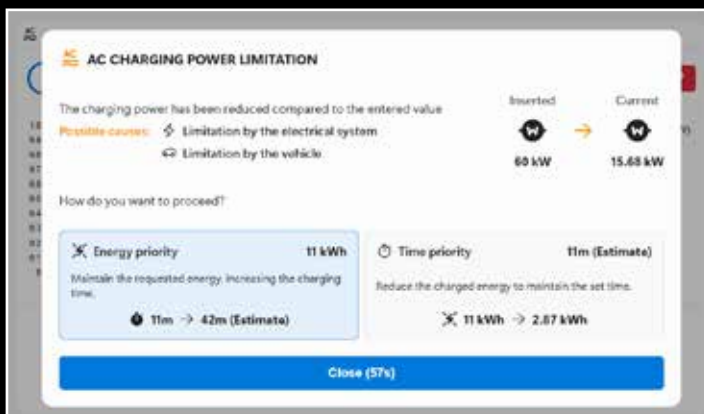 AC CHARGING POWER LIMITATION
The charging power has been reduced compared to the entered value
Possible causes: Limitation by the electrical system
Limitation by the vehicle
Inserted
Current
60 kW
15.68 kW
How do you want to proceed?
Energy priority 11 kWh
Maintain the requested energy, increasing the charging
time.
11m → 42m (Estimate)
Time priority 11m (Estimate)
Reduce the charged energy to maintain the set time.
11 kWh → 2.87 kWh
Close (57s)